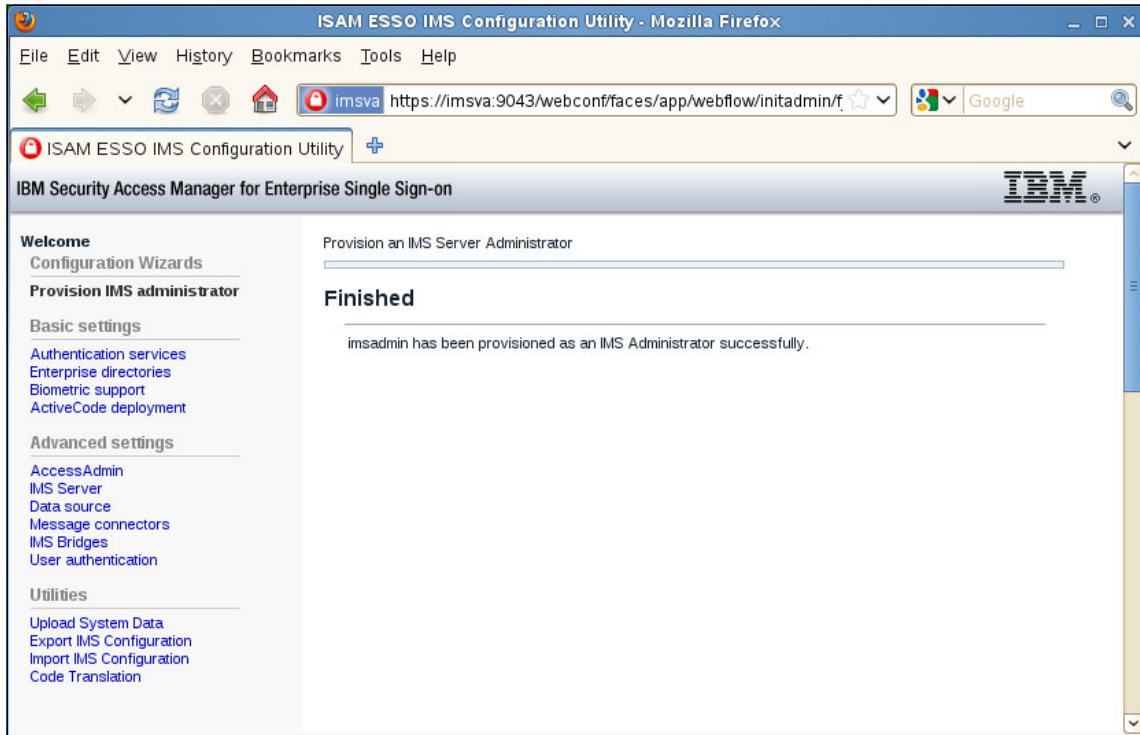 ISAM ESSO IMS Configuration Utility - Mozilla Firefox
File Edit View History Bookmarks Tools Help
imsva https://imsva:9043/webconf/faces/app/webflow/initadmin/f Google
ISAM ESSO IMS Configuration Utility
IBM Security Access Manager for Enterprise Single Sign-on
IBM®
Welcome
Configuration Wizards
Provision IMS administrator
Basic settings
Authentication services
Enterprise directories
Biometric support
ActiveCode deployment
Advanced settings
AccessAdmin
IMS Server
Data source
Message connectors
IMS Bridges
User authentication
Utilities
Upload System Data
Export IMS Configuration
Import IMS Configuration
Code Translation
Provision an IMS Server Administrator
Finished
imsadmin has been provisioned as an IMS Administrator successfully.